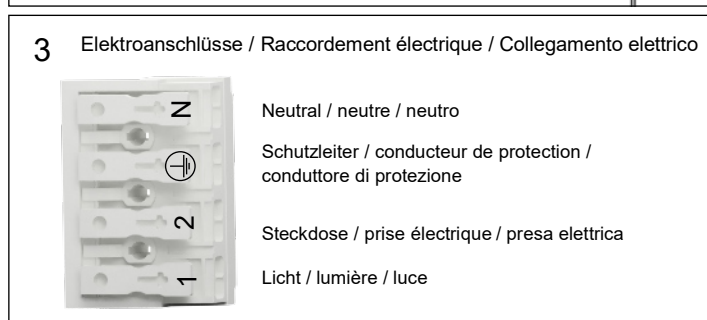 3 Elektroanschlüsse / Raccordement électrique / Collegamento elettrico
N
Neutral / neutre / neutro
Schutzleiter / conducteur de protection /
conduttore di protezione
2
Steckdose / prise électrique / presa elettrica
1
Licht / lumière / luce